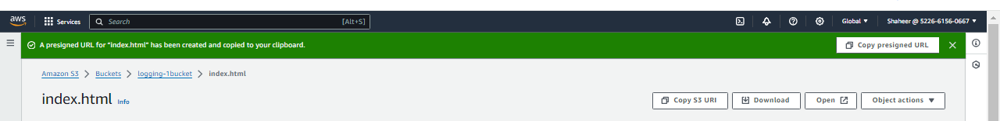 aws Services Search [Alt+S] Global Shaheer @ 5226-6156-0667
A presigned URL for "index.html" has been created and copied to your clipboard. Copy presigned URL
Amazon S3 > Buckets > logging-1bucket > index.html
index.html Info Copy S3 URI Download Open Object actions